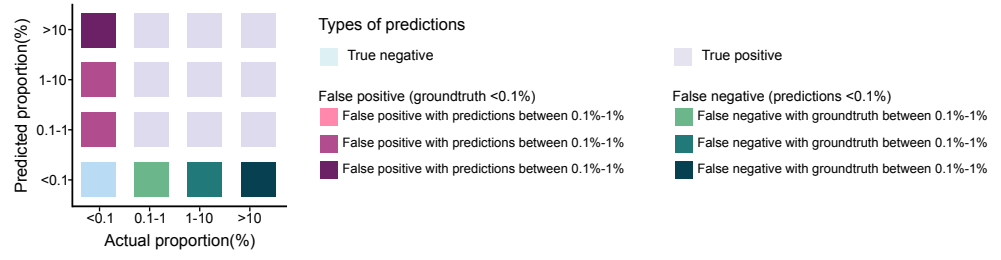 Predicted proportion(%)
>10
1-10
0.1-1
<0.1
<0.1 0.1-1 1-10 >10
Actual proportion(%)
Types of predictions
True negative
True positive
False positive (groundtruth <0.1%)
False positive with predictions between 0.1%-1%
False positive with predictions between 0.1%-1%
False positive with predictions between 0.1%-1%
False negative (predictions <0.1%)
False negative with groundtruth between 0.1%-1%
False negative with groundtruth between 0.1%-1%
False negative with groundtruth between 0.1%-1%